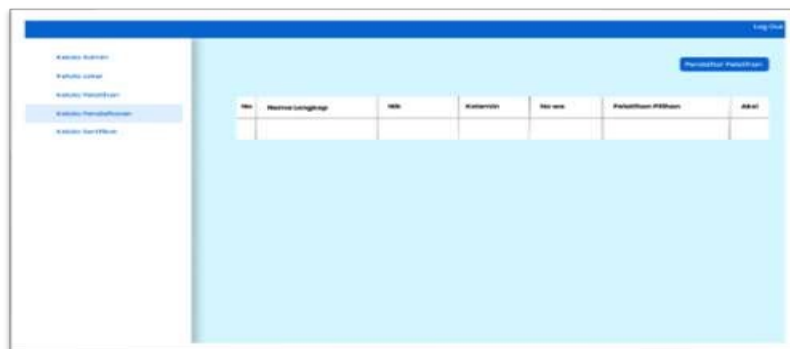 Log Out
Kelola Admin
Kelola Loker
Kelola Pelatihan
Kelola Pendaftaran
Kelola Sertifikat
Pendaftar Pelatihan
No Nama Lengkap NIK Kelamin No wa Pelatihan Pilihan Aksi